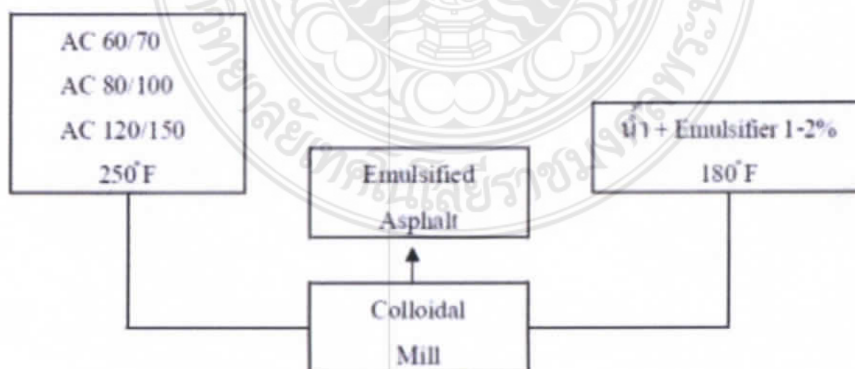 AC 60/70
AC 80/100
AC 120/150
250°F
น้ำ + Emulsifier 1-2%
180°F
Emulsified
Asphalt
Colloidal
Mill